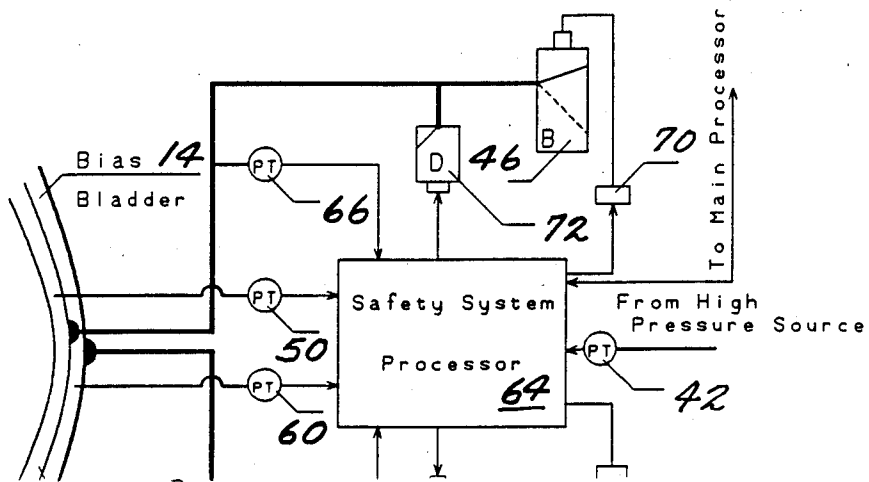 To Main Processor
B
46
70
Bias 14
Bladder
PT
66
D
72
PT
50
Safety System
Processor
64
From High
Pressure Source
PT
42
PT
60